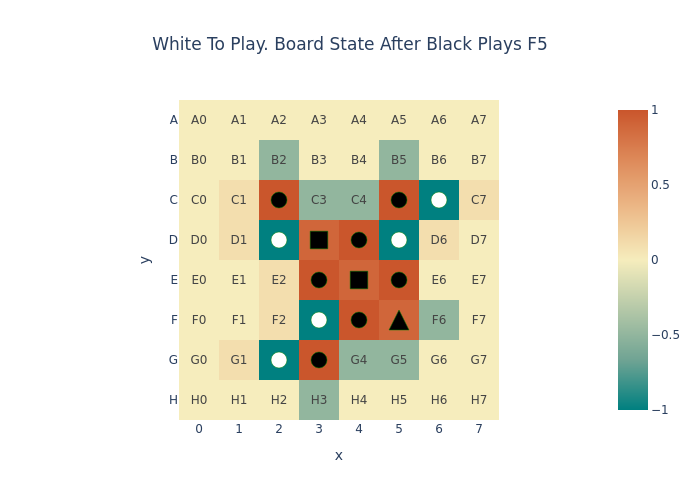 White To Play. Board State After Black Plays F5
A A0 A1 A2 A3 A4 A5 A6 A7
B B0 B1 B2 B3 B4 B5 B6 B7
C C0 C1 C3 C4 C7
D D0 D1 D6 D7
E E0 E1 E2 E6 E7
F F0 F1 F2 F6 F7
G G0 G1 G4 G5 G6 G7
H H0 H1 H2 H3 H4 H5 H6 H7
0 1 2 3 4 5 6 7
x
y
1
0.5
0
−0.5
−1